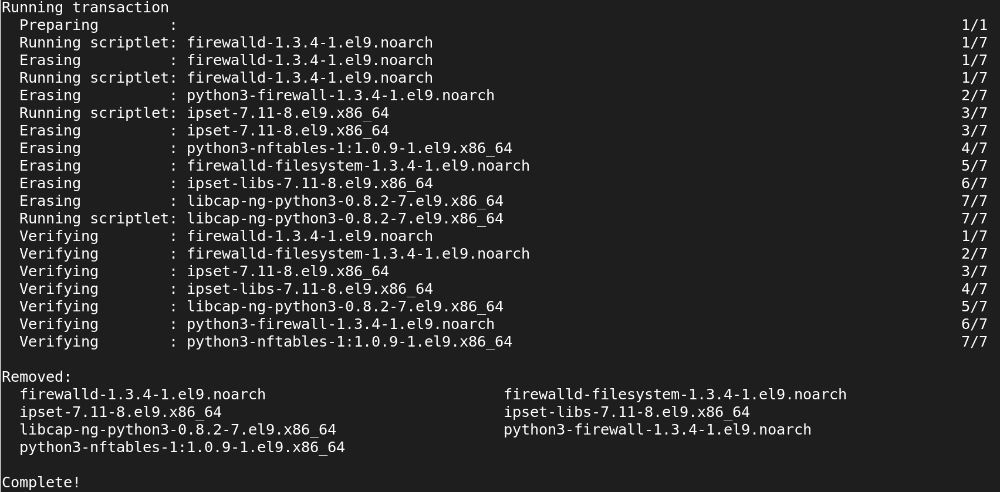 Running transaction
  Preparing        :                                                                                         1/1
  Running scriptlet: firewalld-1.3.4-1.el9.noarch                                                            1/7
  Erasing          : firewalld-1.3.4-1.el9.noarch                                                            1/7
  Running scriptlet: firewalld-1.3.4-1.el9.noarch                                                            1/7
  Erasing          : python3-firewall-1.3.4-1.el9.noarch                                                     2/7
  Running scriptlet: ipset-7.11-8.el9.x86_64                                                                 3/7
  Erasing          : ipset-7.11-8.el9.x86_64                                                                 3/7
  Erasing          : python3-nftables-1:1.0.9-1.el9.x86_64                                                   4/7
  Erasing          : firewalld-filesystem-1.3.4-1.el9.noarch                                                 5/7
  Erasing          : ipset-libs-7.11-8.el9.x86_64                                                            6/7
  Erasing          : libcap-ng-python3-0.8.2-7.el9.x86_64                                                    7/7
  Running scriptlet: libcap-ng-python3-0.8.2-7.el9.x86_64                                                    7/7
  Verifying        : firewalld-1.3.4-1.el9.noarch                                                            1/7
  Verifying        : firewalld-filesystem-1.3.4-1.el9.noarch                                                 2/7
  Verifying        : ipset-7.11-8.el9.x86_64                                                                 3/7
  Verifying        : ipset-libs-7.11-8.el9.x86_64                                                            4/7
  Verifying        : libcap-ng-python3-0.8.2-7.el9.x86_64                                                    5/7
  Verifying        : python3-firewall-1.3.4-1.el9.noarch                                                     6/7
  Verifying        : python3-nftables-1:1.0.9-1.el9.x86_64                                                   7/7

Removed:
  firewalld-1.3.4-1.el9.noarch                           firewalld-filesystem-1.3.4-1.el9.noarch
  ipset-7.11-8.el9.x86_64                                ipset-libs-7.11-8.el9.x86_64
  libcap-ng-python3-0.8.2-7.el9.x86_64                   python3-firewall-1.3.4-1.el9.noarch
  python3-nftables-1:1.0.9-1.el9.x86_64

Complete!